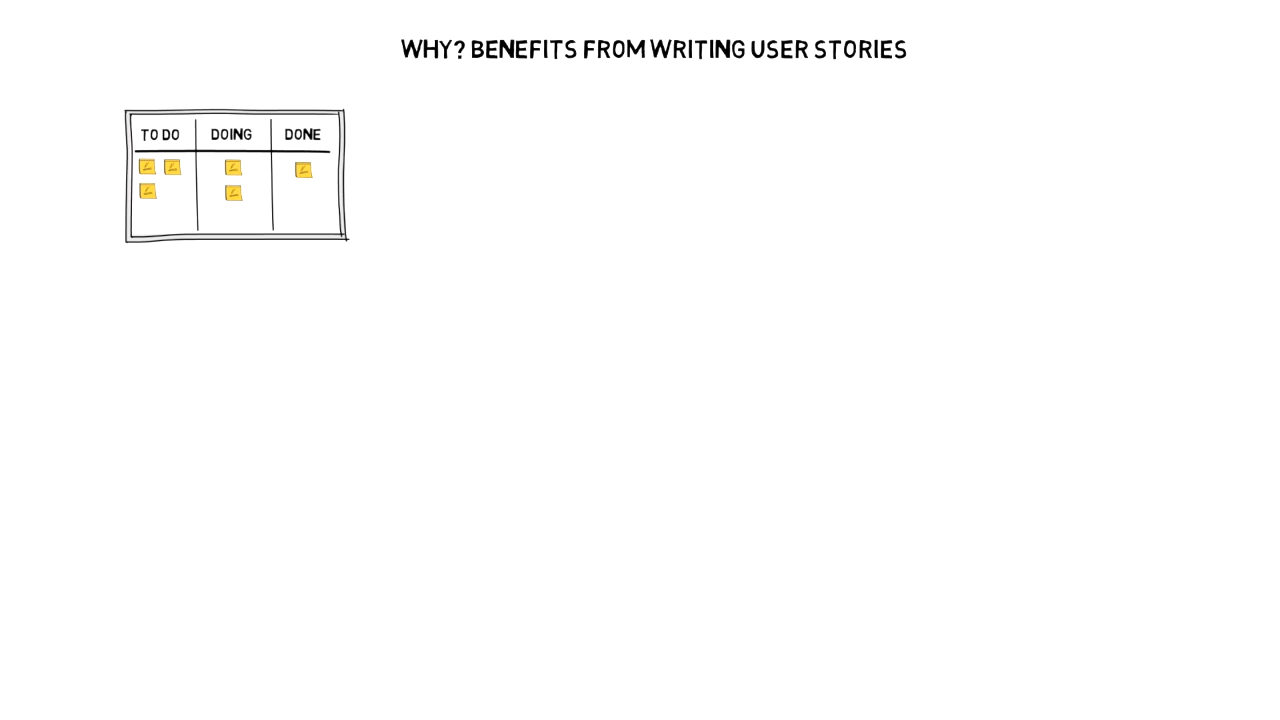 WHY? BENEFITS FROM WRITING USER STORIES
TO DO DOING DONE